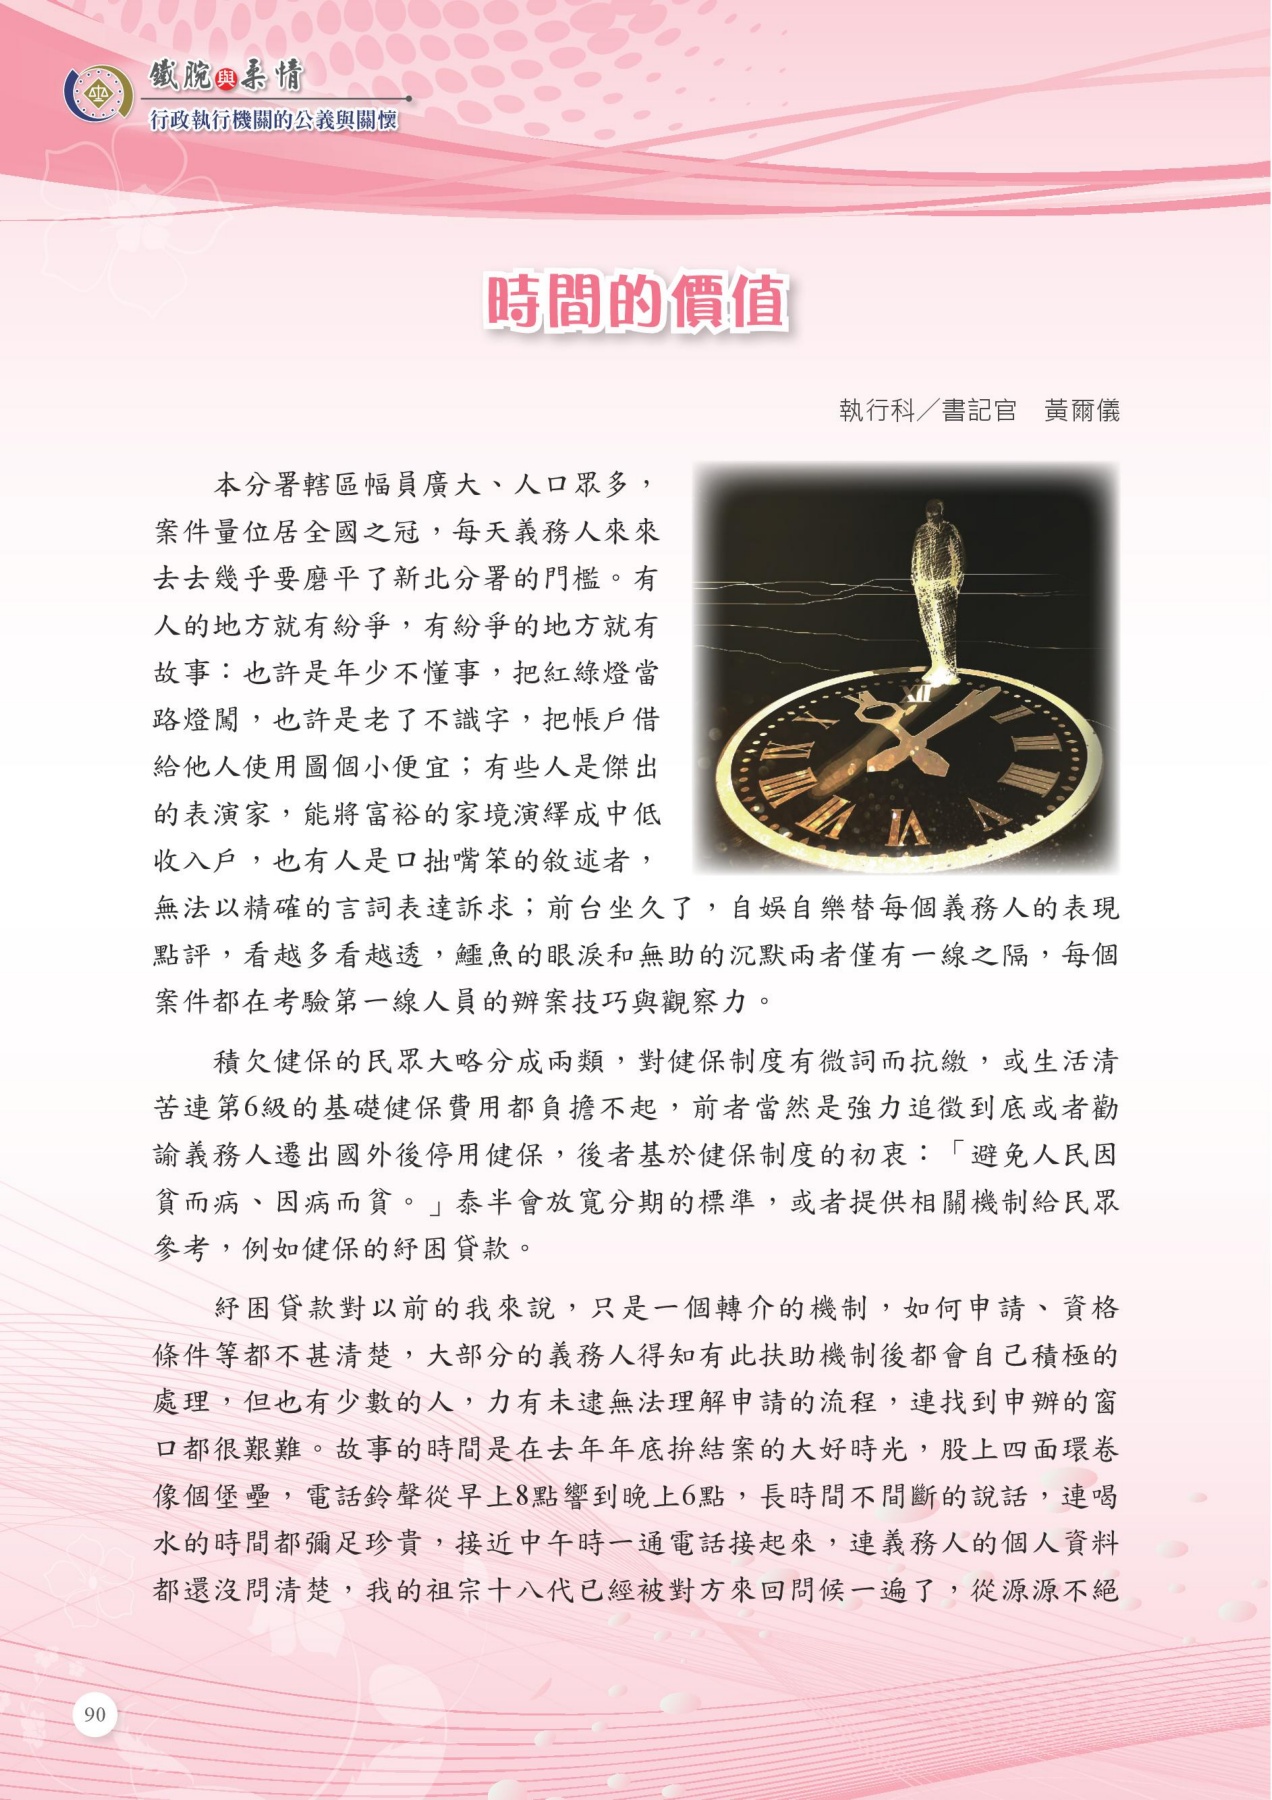 鐵腕與柔情
行政執行機關的公義與關懷
時間的價值
執行科／書記官　黃爾儀
本分署轄區幅員廣大、人口眾多，
案件量位居全國之冠，每天義務人來來
去去幾乎要磨平了新北分署的門檻。有
人的地方就有紛爭，有紛爭的地方就有
故事：也許是年少不懂事，把紅綠燈當
路燈闖，也許是老了不識字，把帳戶借
給他人使用圖個小便宜；有些人是傑出
的表演家，能將富裕的家境演繹成中低
收入戶，也有人是口拙嘴笨的敘述者，
無法以精確的言詞表達訴求；前台坐久了，自娛自樂替每個義務人的表現
點評，看越多看越透，鱷魚的眼淚和無助的沉默兩者僅有一線之隔，每個
案件都在考驗第一線人員的辦案技巧與觀察力。
積欠健保的民眾大略分成兩類，對健保制度有微詞而抗繳，或生活清
苦連第6級的基礎健保費用都負擔不起，前者當然是強力追徵到底或者勸
諭義務人遷出國外後停用健保，後者基於健保制度的初衷：「避免人民因
貧而病、因病而貧。」泰半會放寬分期的標準，或者提供相關機制給民眾
參考，例如健保的紓困貸款。
紓困貸款對以前的我來說，只是一個轉介的機制，如何申請、資格
條件等都不甚清楚，大部分的義務人得知有此扶助機制後都會自己積極的
處理，但也有少數的人，力有未逮無法理解申請的流程，連找到申辦的窗
口都很艱難。故事的時間是在去年年底拚結案的大好時光，股上四面環卷
像個堡壘，電話鈴聲從早上8點響到晚上6點，長時間不間斷的說話，連喝
水的時間都彌足珍貴，接近中午時一通電話接起來，連義務人的個人資料
都還沒問清楚，我的祖宗十八代已經被對方來回問候一遍了，從源源不絕
90